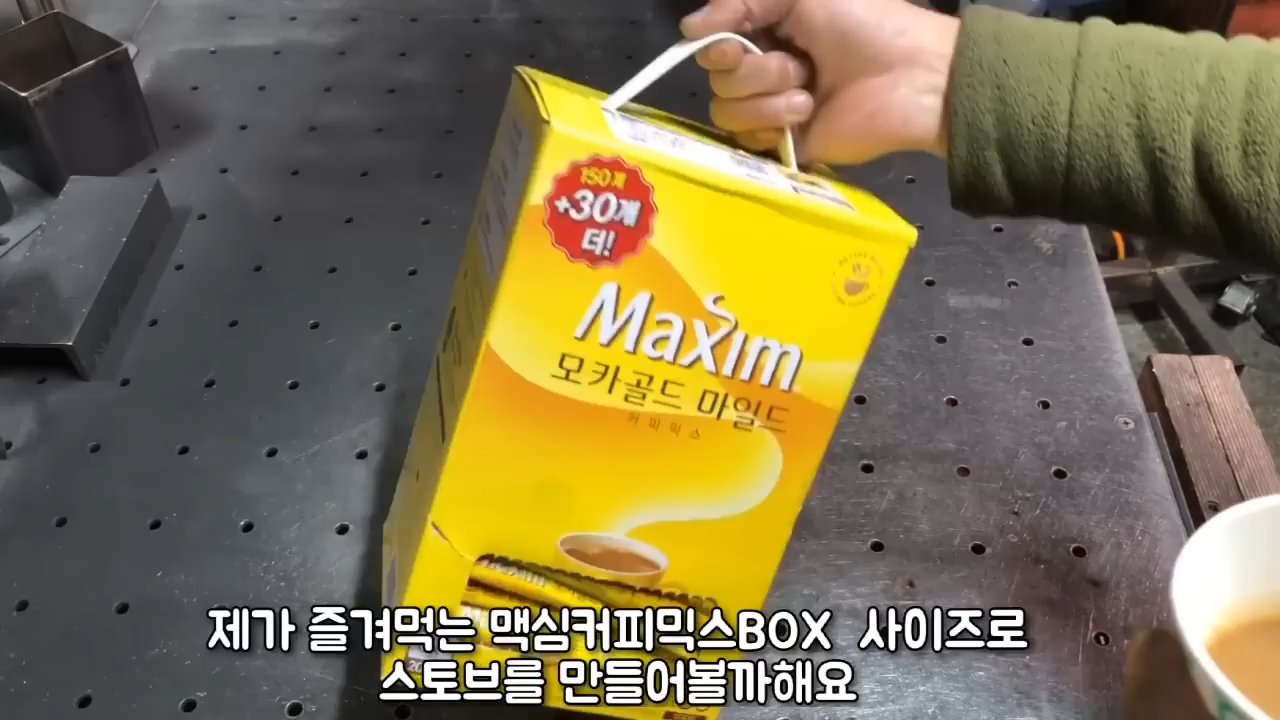 150개
+30개
더!
Maxim
모카골드 마일드
커피믹스
제가 즐겨먹는 맥심커피믹스BOX 사이즈로
스토브를 만들어볼까해요